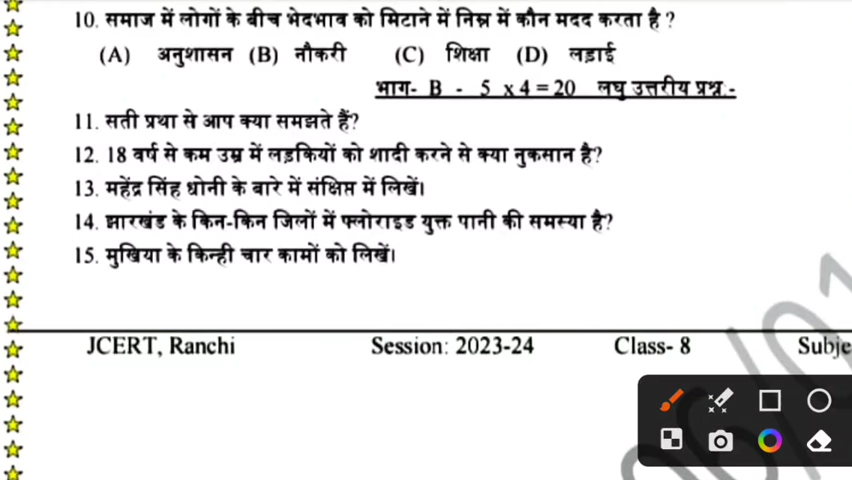 10. समाज में लोगों के बीच भेदभाव को मिटाने में निम्न में कौन मदद करता है ?
(A) अनुशासन (B) नौकरी (C) शिक्षा (D) लड़ाई
भाग- B - 5 x 4 = 20 लघु उत्तरीय प्रश्न:-
11. सती प्रथा से आप क्या समझते हैं?
12. 18 वर्ष से कम उम्र में लड़कियों को शादी करने से क्या नुकसान है?
13. महेंद्र सिंह धोनी के बारे में संक्षिप्त में लिखें।
14. झारखंड के किन-किन जिलों में फ्लोराइड युक्त पानी की समस्या है?
15. मुखिया के किन्ही चार कामों को लिखें।
JCERT, Ranchi Session: 2023-24 Class- 8 Subje